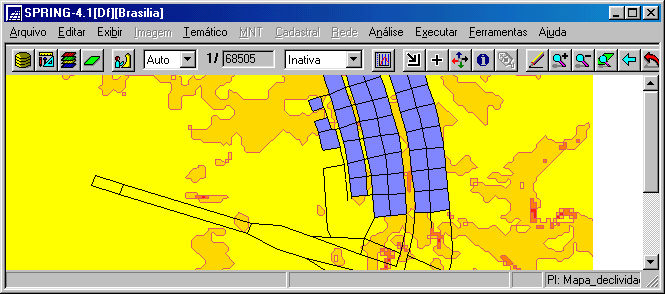 SPRING-4.1[Df][Brasilia]
Arquivo Editar Exibir Imagem Temático MNT Cadastral Rede Análise Executar Ferramentas Ajuda
Auto 1/ 68505 Inativa
PI: Mapa_declivida